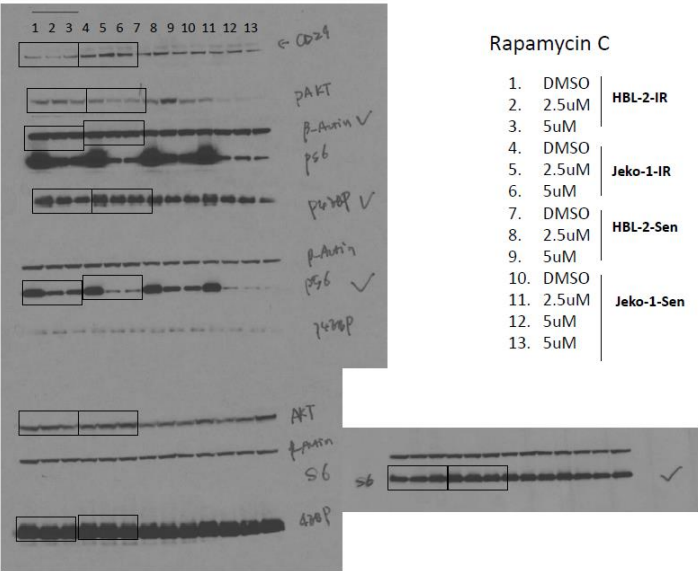 1 2 3 4 5 6 7 8 9 10 11 12 13
← CD24
pAKT
β-Actin ✓
pS6
p4EBP ✓
β-Actin
pS6 ✓
p4EBP
AKT
β-Actin
S6
4EBP
S6 ✓
Rapamycin C
1. DMSO
2. 2.5uM HBL-2-IR
3. 5uM
4. DMSO
5. 2.5uM Jeko-1-IR
6. 5uM
7. DMSO
8. 2.5uM HBL-2-Sen
9. 5uM
10. DMSO
11. 2.5uM Jeko-1-Sen
12. 5uM
13. 5uM